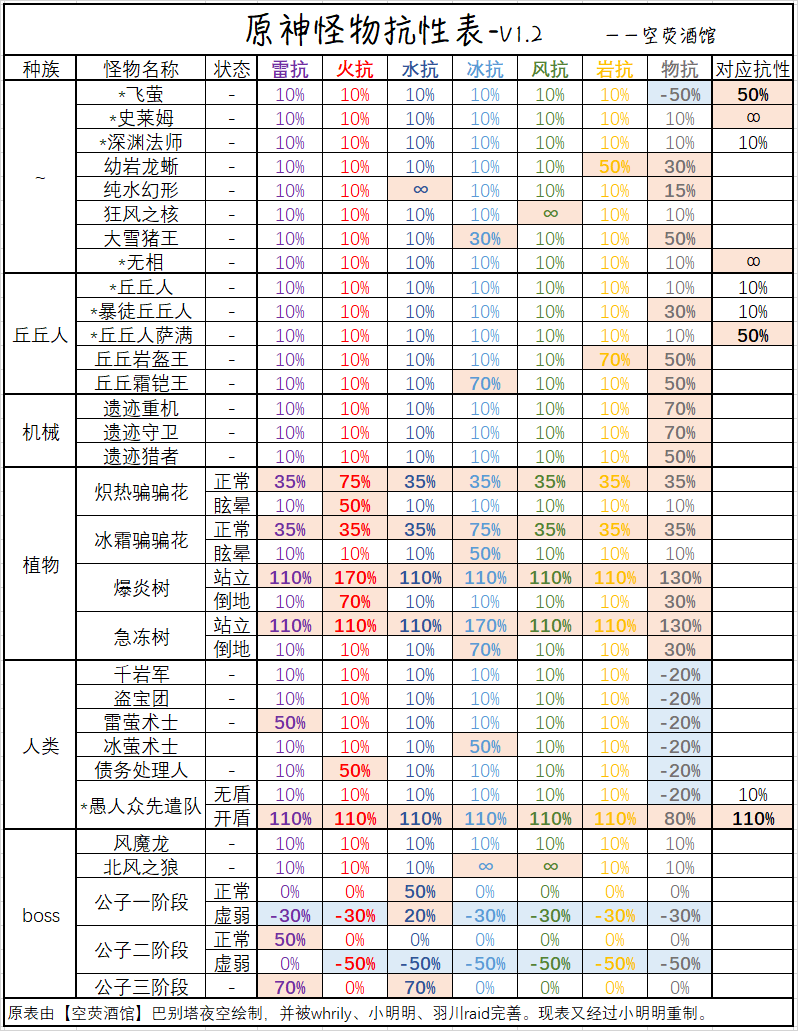 原神怪物抗性表-V1.2 ——空荧酒馆
种族 怪物名称 状态 雷抗 火抗 水抗 冰抗 风抗 岩抗 物抗 对应抗性
~ *飞萤 - 10% 10% 10% 10% 10% 10% -50% 50%
*史莱姆 - 10% 10% 10% 10% 10% 10% 10% ∞
*深渊法师 - 10% 10% 10% 10% 10% 10% 10% 10%
幼岩龙蜥 - 10% 10% 10% 10% 10% 50% 30%
纯水幻形 - 10% 10% ∞ 10% 10% 10% 15%
狂风之核 - 10% 10% 10% 10% ∞ 10% 10%
大雪猪王 - 10% 10% 10% 30% 10% 10% 50%
*无相 - 10% 10% 10% 10% 10% 10% 10% ∞
丘丘人 *丘丘人 - 10% 10% 10% 10% 10% 10% 10% 10%
*暴徒丘丘人 - 10% 10% 10% 10% 10% 10% 30% 10%
*丘丘人萨满 - 10% 10% 10% 10% 10% 10% 10% 50%
丘丘岩盔王 - 10% 10% 10% 10% 10% 70% 50%
丘丘霜铠王 - 10% 10% 10% 70% 10% 10% 50%
机械 遗迹重机 - 10% 10% 10% 10% 10% 10% 70%
遗迹守卫 - 10% 10% 10% 10% 10% 10% 70%
遗迹猎者 - 10% 10% 10% 10% 10% 10% 50%
植物 炽热骗骗花 正常 35% 75% 35% 35% 35% 35% 35%
眩晕 10% 50% 10% 10% 10% 10% 10%
冰霜骗骗花 正常 35% 35% 35% 75% 35% 35% 35%
眩晕 10% 10% 10% 50% 10% 10% 10%
爆炎树 站立 110% 170% 110% 110% 110% 110% 130%
倒地 10% 70% 10% 10% 10% 10% 30%
急冻树 站立 110% 110% 110% 170% 110% 110% 130%
倒地 10% 10% 10% 70% 10% 10% 30%
人类 千岩军 - 10% 10% 10% 10% 10% 10% -20%
盗宝团 - 10% 10% 10% 10% 10% 10% -20%
雷萤术士 - 50% 10% 10% 10% 10% 10% -20%
冰萤术士 10% 10% 10% 50% 10% 10% -20%
债务处理人 - 10% 50% 10% 10% 10% 10% -20%
*愚人众先遣队 无盾 10% 10% 10% 10% 10% 10% -20% 10%
开盾 110% 110% 110% 110% 110% 110% 80% 110%
boss 风魔龙 - 10% 10% 10% 10% 10% 10% 10%
北风之狼 - 10% 10% 10% ∞ ∞ 10% 10%
公子一阶段 正常 0% 0% 50% 0% 0% 0% 0%
虚弱 -30% -30% 20% -30% -30% -30% -30%
公子二阶段 正常 50% 0% 0% 0% 0% 0% 0%
虚弱 0% -50% -50% -50% -50% -50% -50%
公子三阶段 - 70% 0% 70% 0% 0% 0% 0%
原表由【空荧酒馆】巴别塔夜空绘制，并被whrily、小明明、羽川raid完善。现表又经过小明明重制。